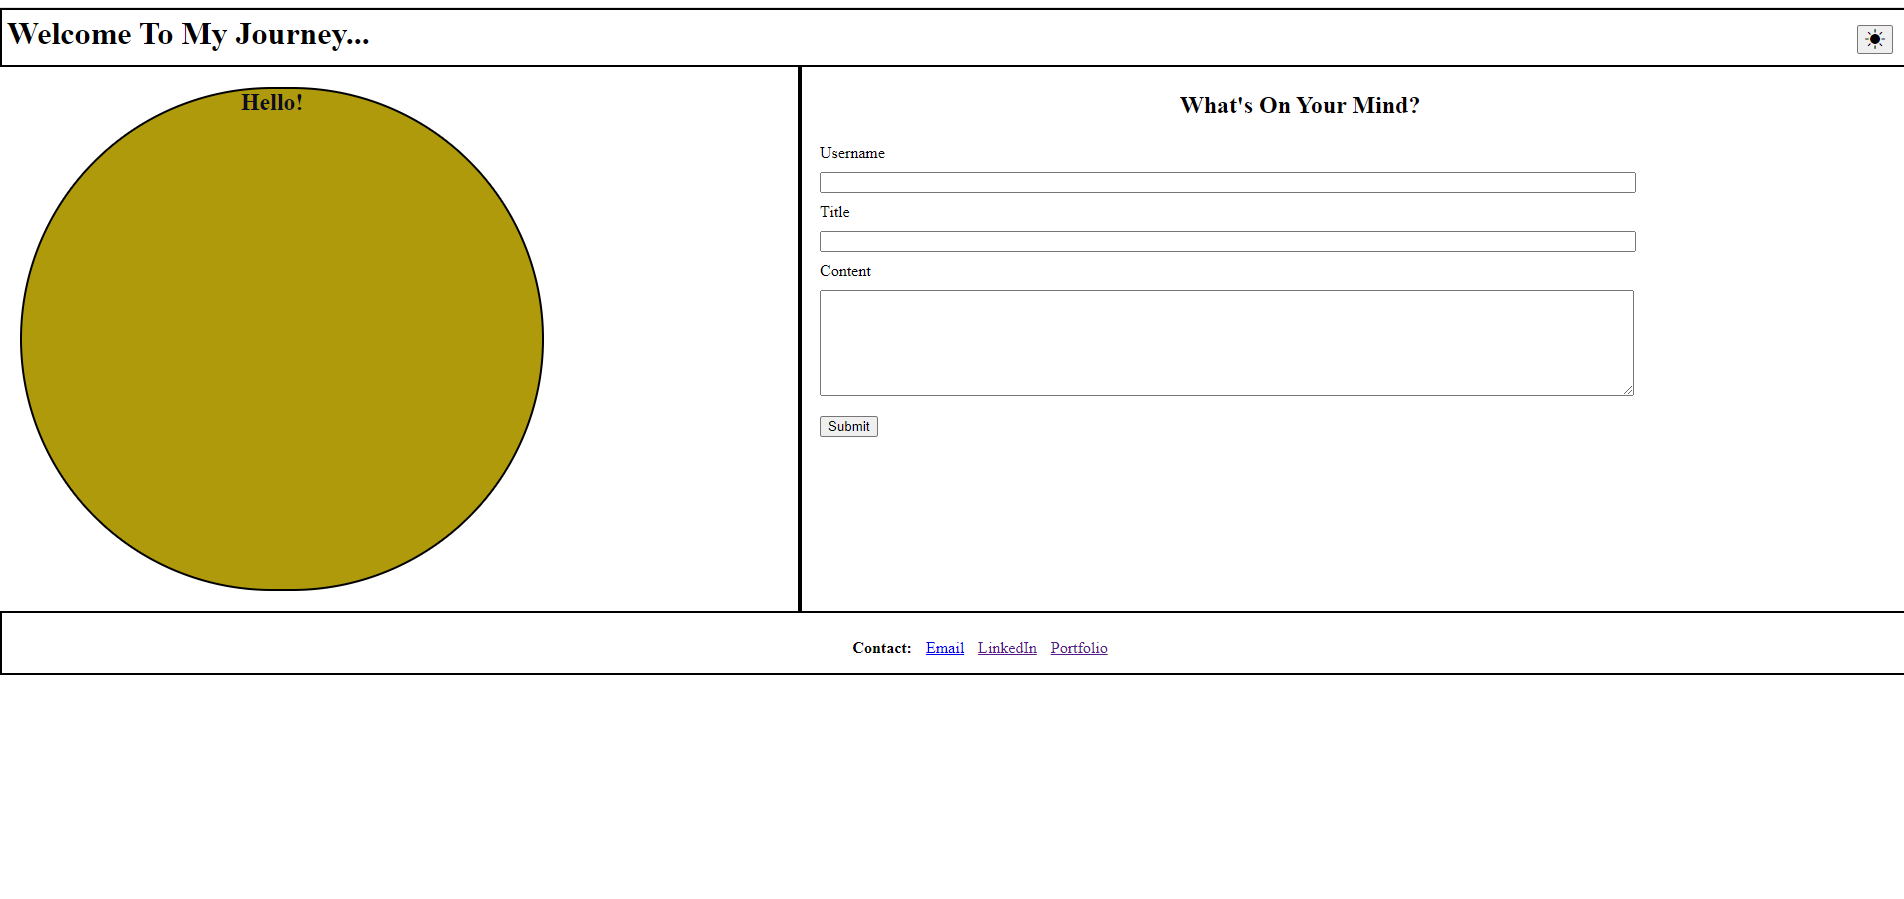 Welcome To My Journey...
Hello!
What's On Your Mind?
Username
Title
Content
Submit
Contact: Email LinkedIn Portfolio